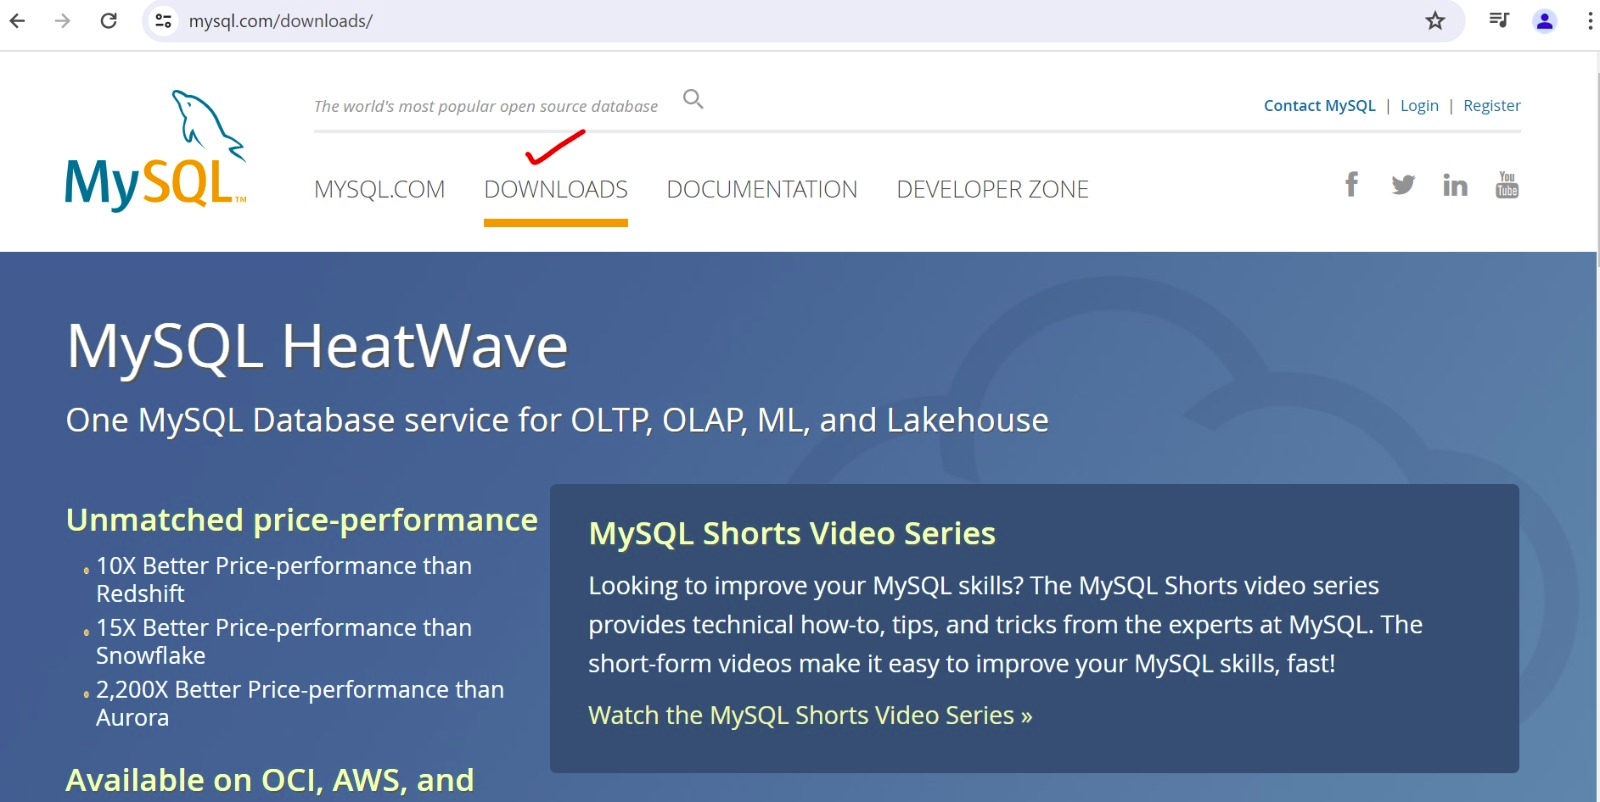 mysql.com/downloads/
The world's most popular open source database
Contact MySQL | Login | Register
MySQL™
MYSQL.COM DOWNLOADS DOCUMENTATION DEVELOPER ZONE
You Tube
MySQL HeatWave
One MySQL Database service for OLTP, OLAP, ML, and Lakehouse
Unmatched price-performance
10X Better Price-performance than
Redshift
15X Better Price-performance than
Snowflake
2,200X Better Price-performance than
Aurora
Available on OCI, AWS, and
MySQL Shorts Video Series
Looking to improve your MySQL skills? The MySQL Shorts video series
provides technical how-to, tips, and tricks from the experts at MySQL. The
short-form videos make it easy to improve your MySQL skills, fast!
Watch the MySQL Shorts Video Series »